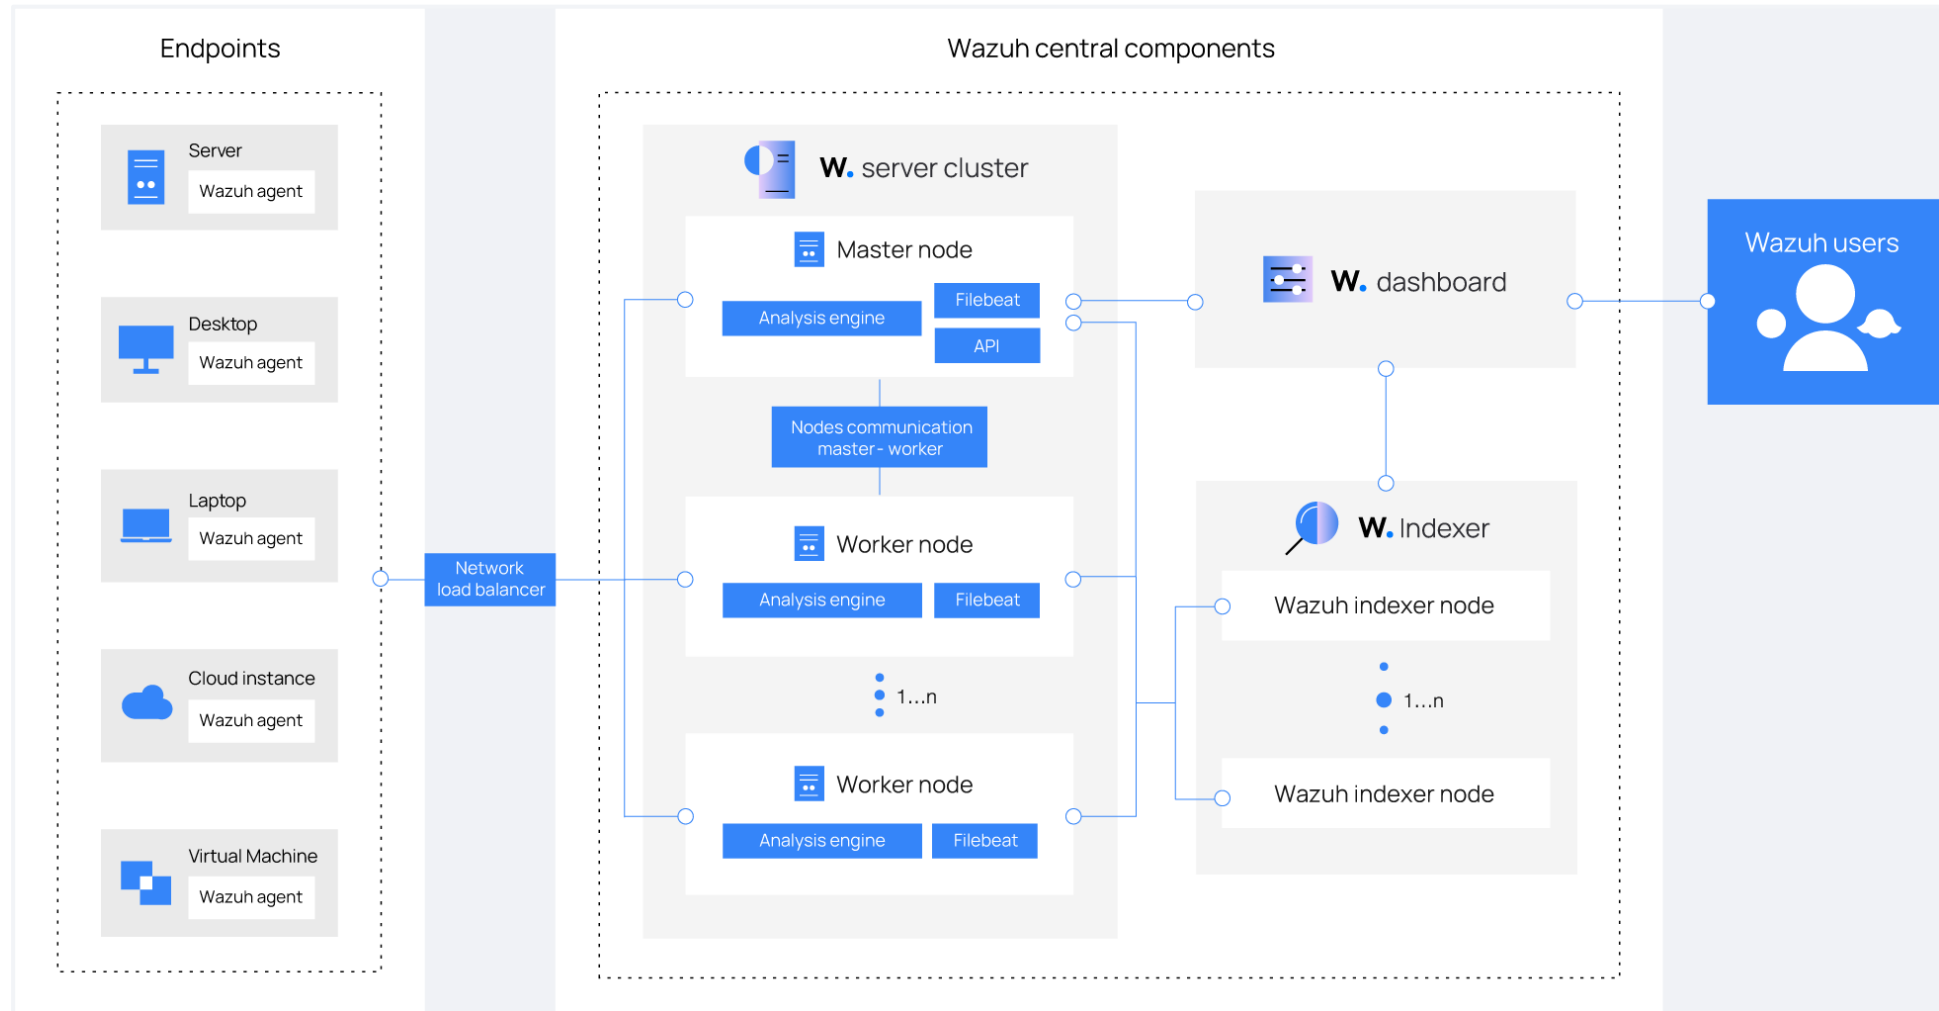 Endpoints
Server
Wazuh agent
Desktop
Wazuh agent
Laptop
Wazuh agent
Cloud instance
Wazuh agent
Virtual Machine
Wazuh agent
Network
load balancer
Wazuh central components
W. server cluster
Master node
Analysis engine
Filebeat
API
Nodes communication
master- worker
Worker node
Analysis engine
Filebeat
1...n
Worker node
Analysis engine
Filebeat
W. dashboard
W. Indexer
Wazuh indexer node
1...n
Wazuh indexer node
Wazuh users